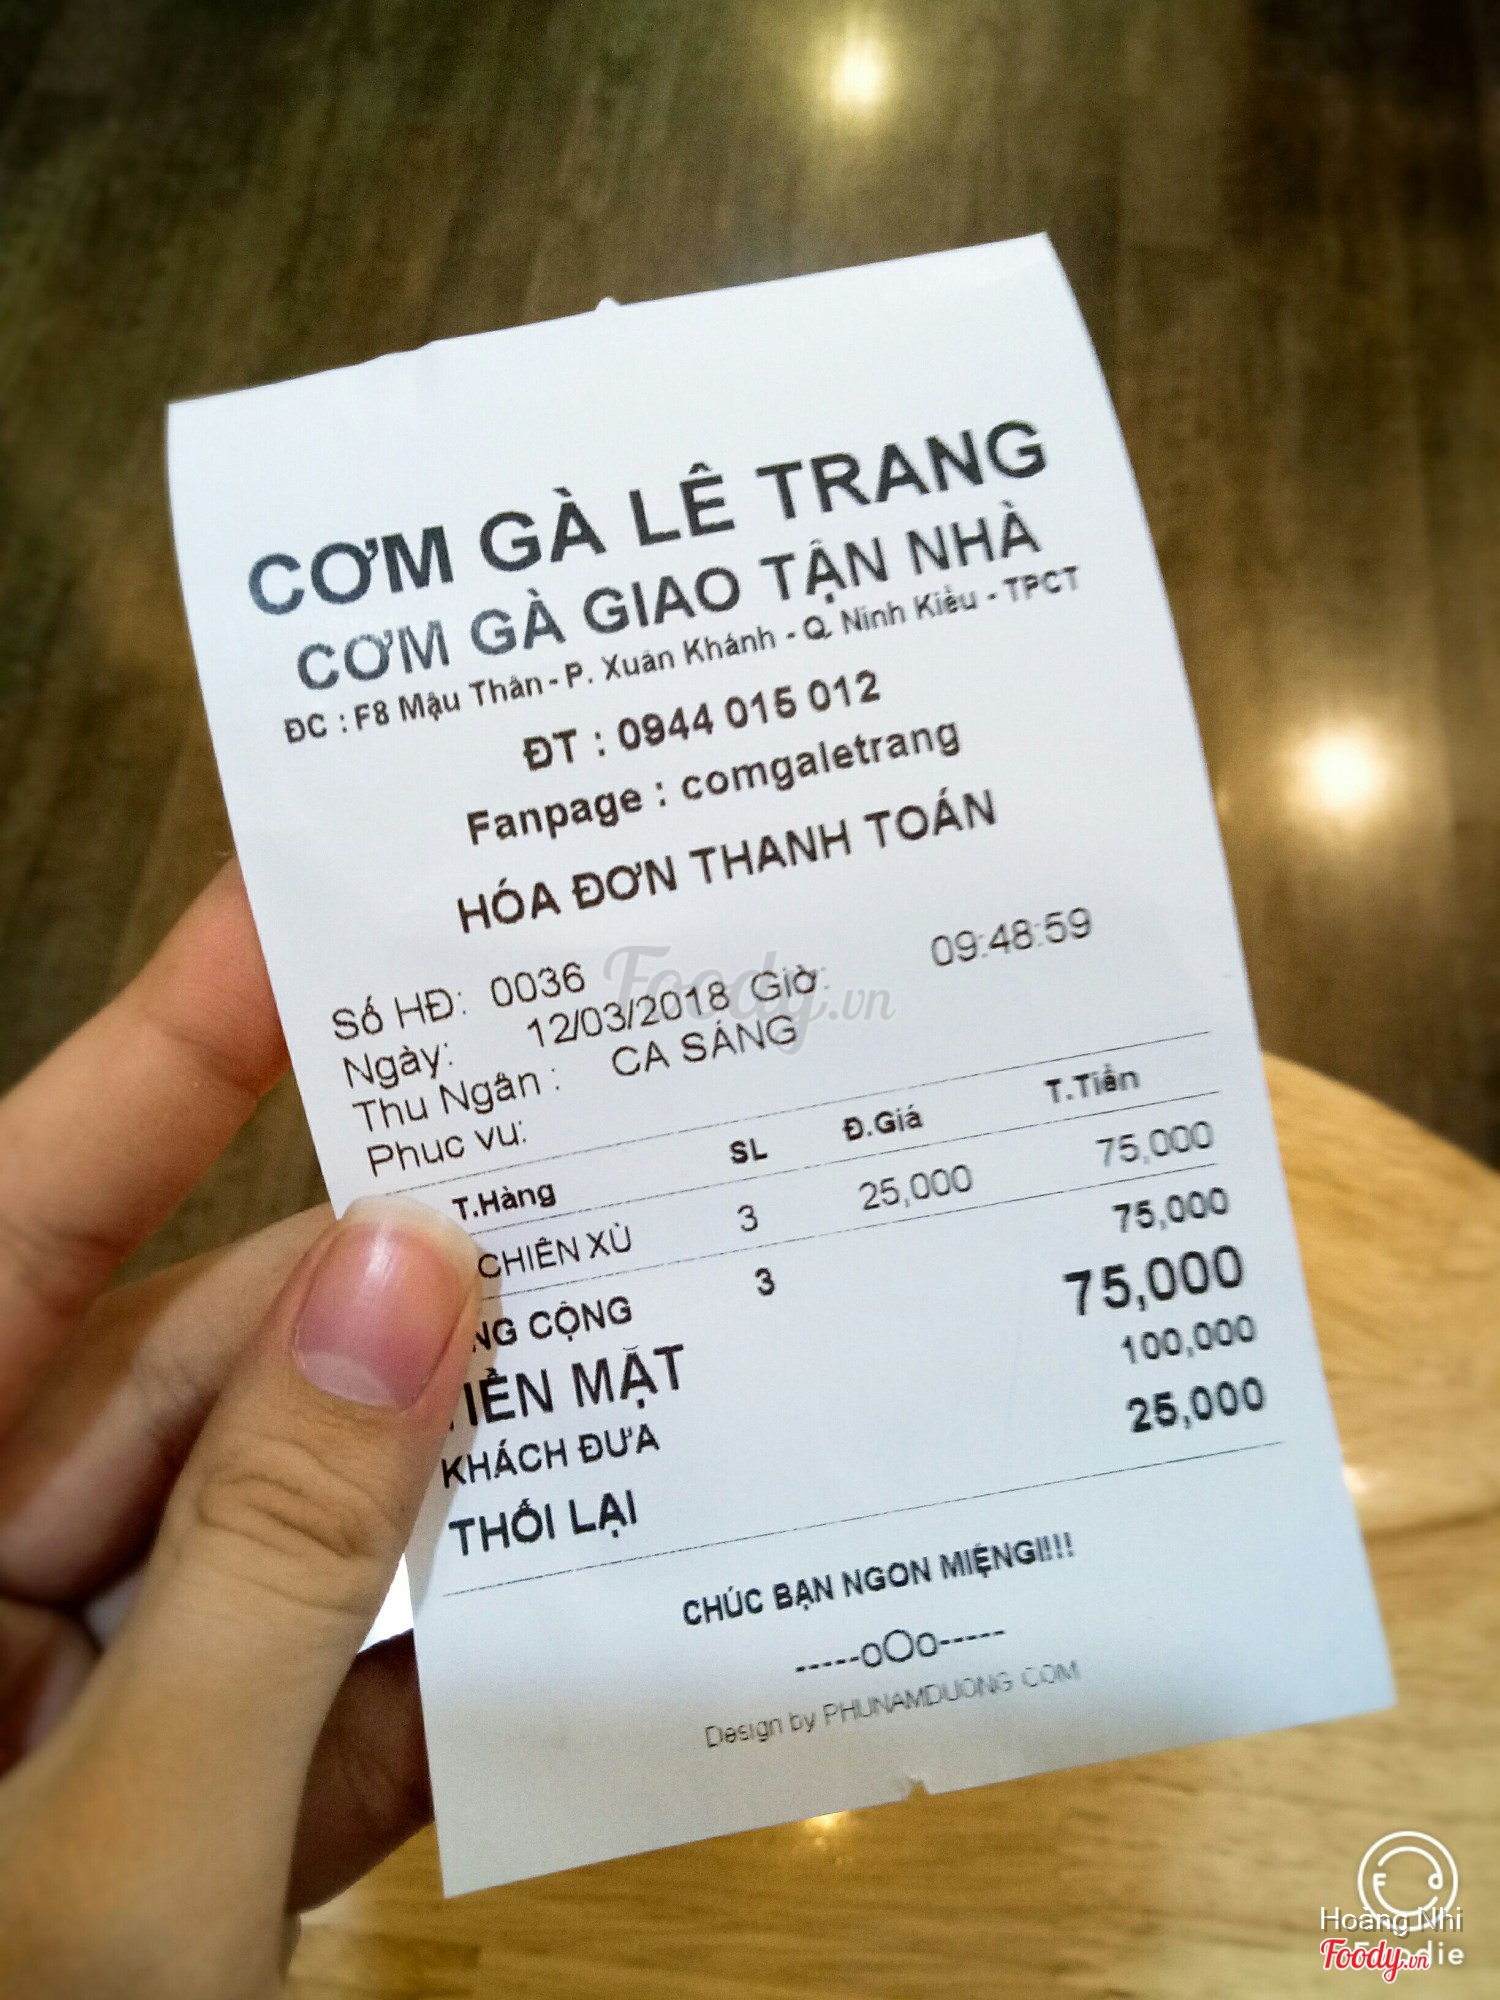 CƠM GÀ LÊ TRANG
CƠM GÀ GIAO TẬN NHÀ
ĐC : F8 Mậu Thân - P. Xuân Khánh - Q. Ninh Kiều - TPCT
ĐT : 0944 015 012
Fanpage : comgaletrang
HÓA ĐƠN THANH TOÁN
Số HĐ: 0036
Ngày: 12/03/2018 Giờ: 09:48:59
Thu Ngân : CA SÁNG
Phục vụ:
T.Hàng SL Đ.Giá T.Tiền
CHIÊN XÙ 3 25,000 75,000
NG CỘNG 3 75,000
IỀN MẶT 75,000
KHÁCH ĐƯA 100,000
THỐI LẠI 25,000
CHÚC BẠN NGON MIỆNG!!!!
-----oOo-----
Design by PHUNAMDUONG.COM
Foody.vn
Hoàng Nhi
Foody.vn